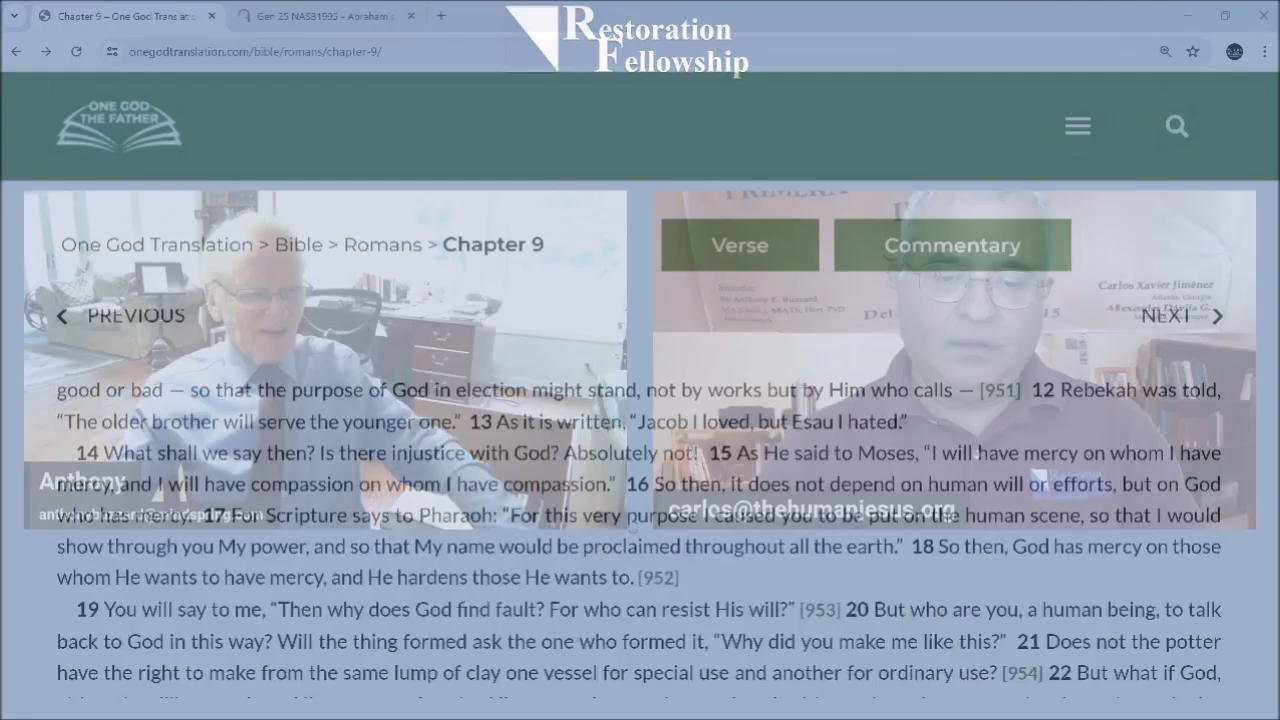 Chapter 9 – One God Translatio
Gen 25 NASB1995 – Abraham's
Restoration
Fellowship
onegodtranslation.com/bible/romans/chapter-9/
ONE GOD
THE FATHER
PREMERA
One God Translation > Bible > Romans > Chapter 9
Verse
Commentary
Carlos Xavier Jiménez
Atlanta, Georgia
PREVIOUS
NEXT
good or bad — so that the purpose of God in election might stand, not by works but by Him who calls — [951] 12 Rebekah was told,
“The older brother will serve the younger one.” 13 As it is written, “Jacob I loved, but Esau I hated.”
14 What shall we say then? Is there injustice with God? Absolutely not! 15 As He said to Moses, “I will have mercy on whom I have
Restoration
Anthony
mercy, and I will have compassion on whom I have compassion.” 16 So then, it does not depend on human will or efforts, but on God
carlos@thehumanjesus.org
who has mercy. 17 For Scripture says to Pharaoh: “For this very purpose I caused you to be put on the human scene, so that I would
show through you My power, and so that My name would be proclaimed throughout all the earth.” 18 So then, God has mercy on those
whom He wants to have mercy, and He hardens those He wants to. [952]
19 You will say to me, “Then why does God find fault? For who can resist His will?” [953] 20 But who are you, a human being, to talk
back to God in this way? Will the thing formed ask the one who formed it, “Why did you make me like this?” 21 Does not the potter
have the right to make from the same lump of clay one vessel for special use and another for ordinary use? [954] 22 But what if God,